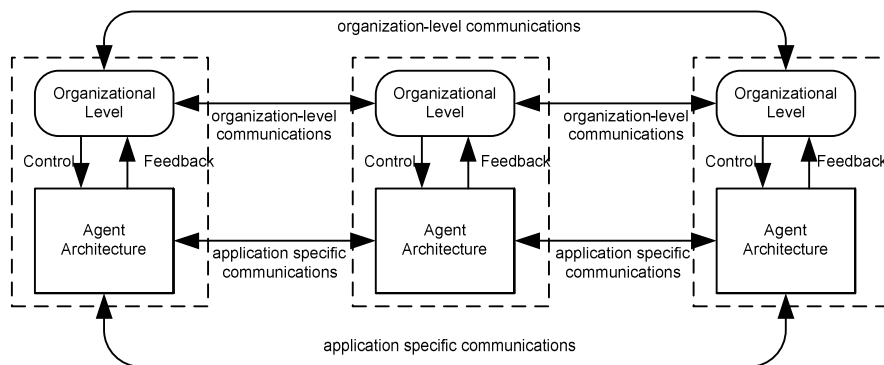 organization-level communications
Organizational
Level
Organizational
Level
Organizational
Level
organization-level
communications
organization-level
communications
Control
Feedback
Control
Feedback
Control
Feedback
Agent
Architecture
Agent
Architecture
Agent
Architecture
application specific
communications
application specific
communications
application specific communications